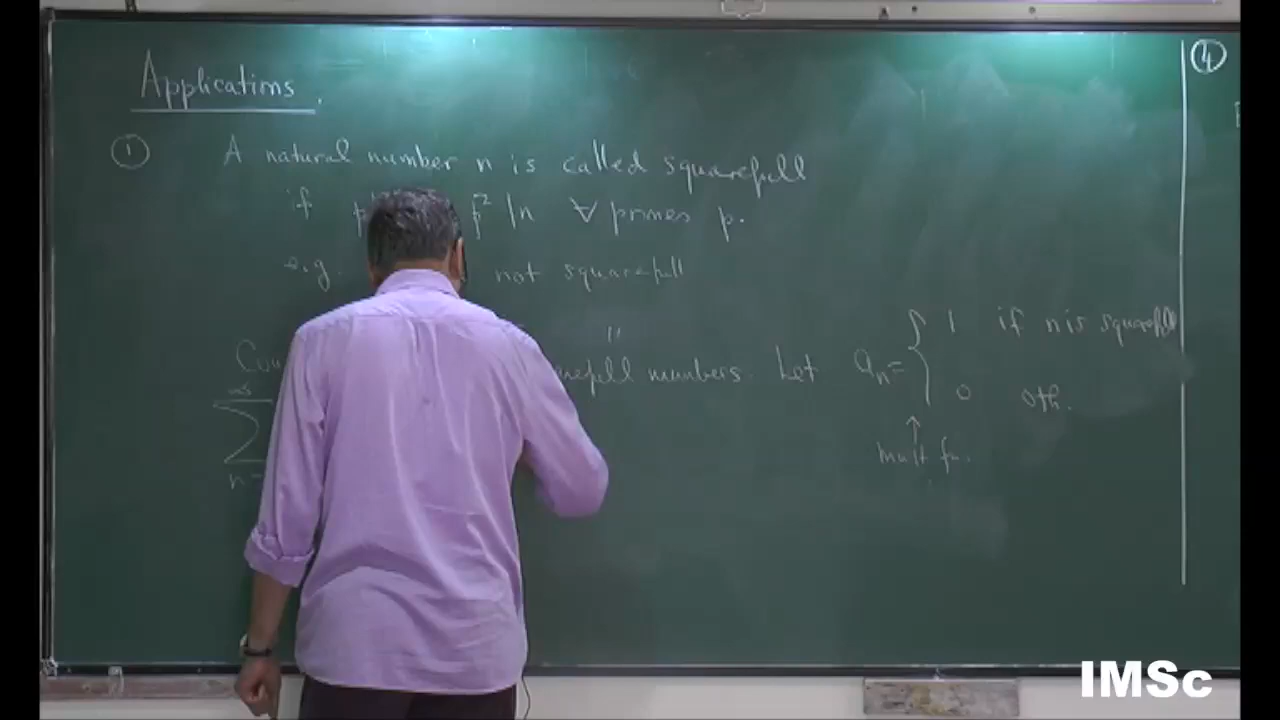 Applications.
④
① A natural number n is called squarefull
if p² | n ∀ primes p.
e.g. not squarefull
"
numbers. Let aₙ = { 1 if n is squarefull
0 oth.
↑
mult fn.
∞
Σ
n =
IMSc